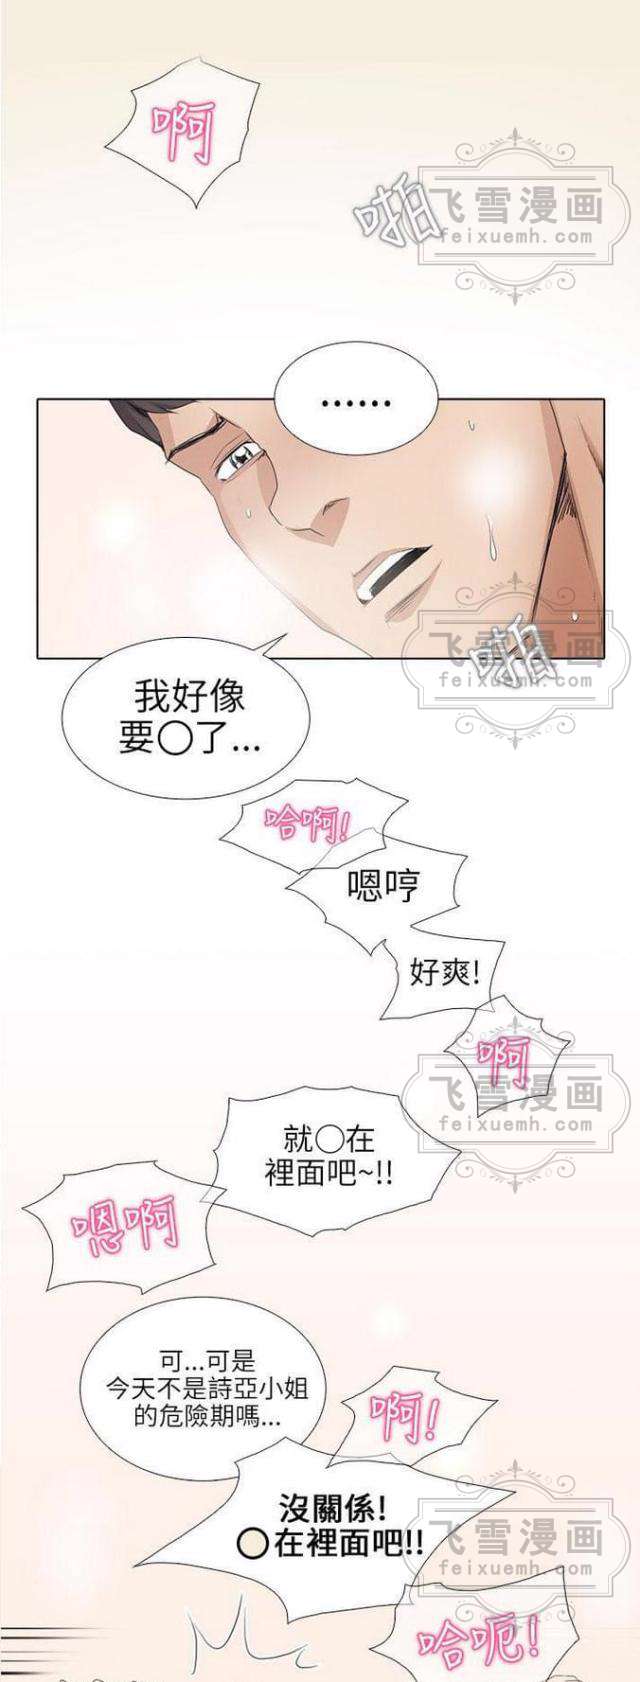 啊
啪
飞雪漫画
feixuemh.com
......
我好像
要○了...
啪
飞雪漫画
feixuemh.com
哈啊!
嗯哼
好爽!
啊
飞雪漫画
feixuemh.com
就○在
裡面吧~!!
嗯啊
可...可是
今天不是詩亞小姐
的危險期嗎...
啊!
沒關係!
○在裡面吧!!
飞雪漫画
feixuemh.com
哈呃!